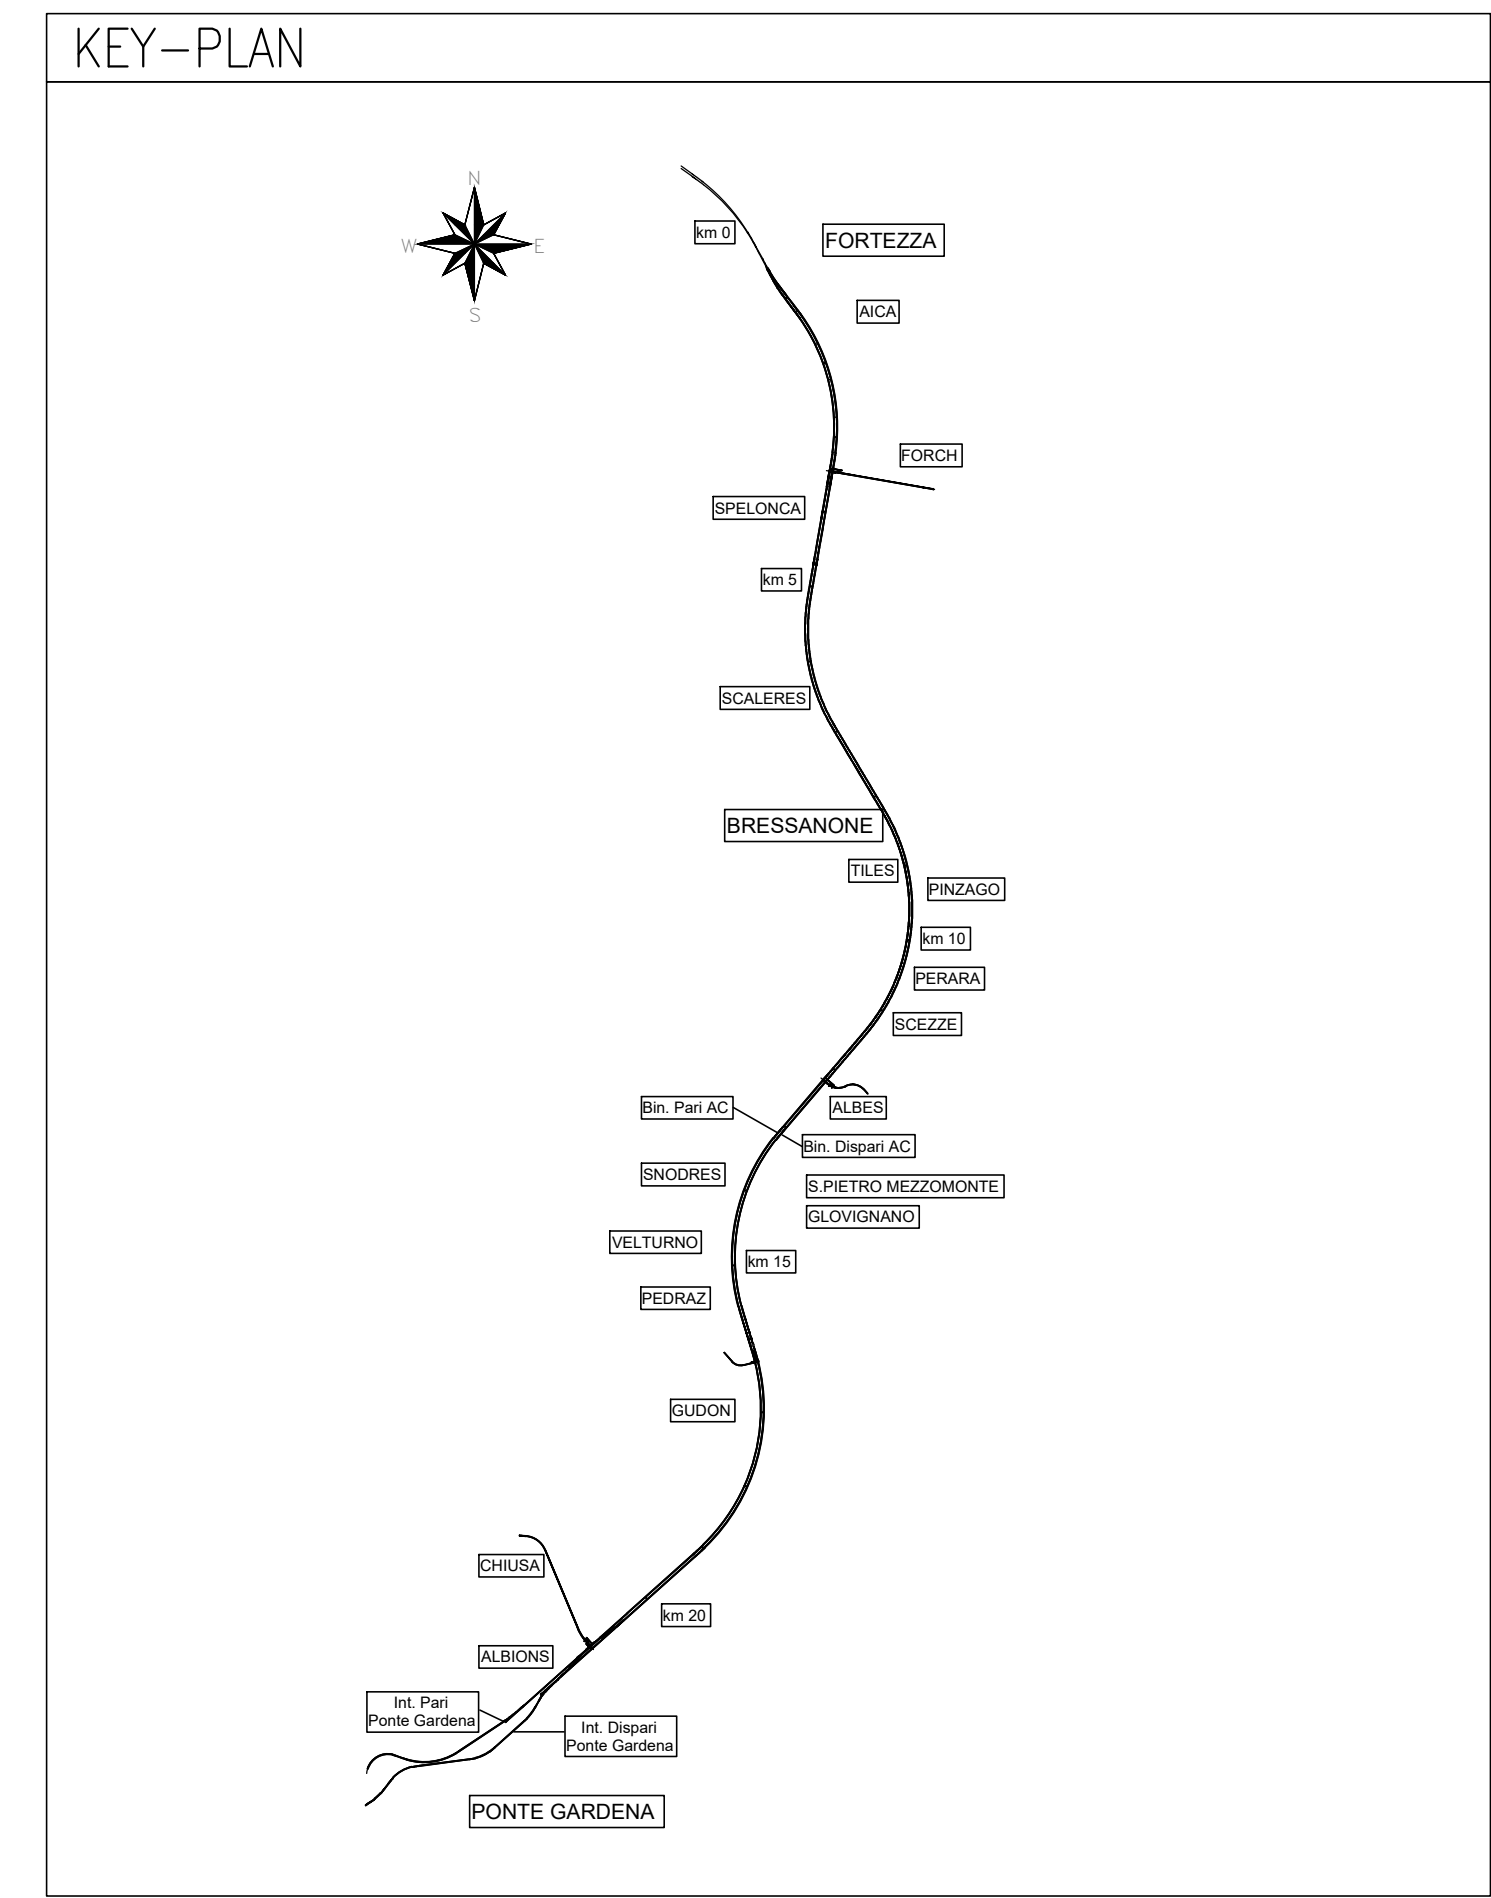 KEY-PLAN
N
W
E
S
km 0
FORTEZZA
AICA
FORCH
SPELONCA
km 5
SCALERES
BRESSANONE
TILES
PINZAGO
km 10
PERARA
SCEZZE
Bin. Pari AC
ALBES
Bin. Dispari AC
SNODRES
S.PIETRO MEZZOMONTE
GLOVIGNANO
VELTURNO
km 15
PEDRAZ
GUDON
CHIUSA
km 20
ALBIONS
Int. Pari
Ponte Gardena
Int. Dispari
Ponte Gardena
PONTE GARDENA